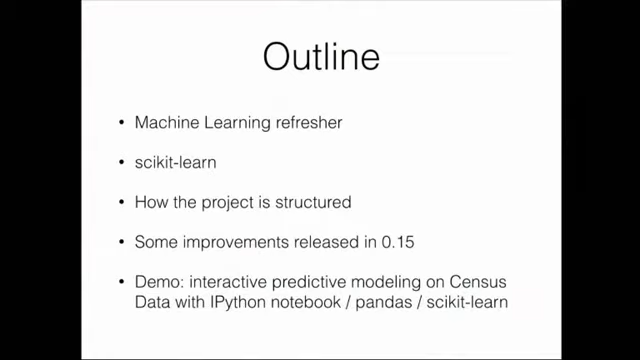 Outline
• Machine Learning refresher
• scikit-learn
• How the project is structured
• Some improvements released in 0.15
• Demo: interactive predictive modeling on Census
Data with IPython notebook / pandas / scikit-learn